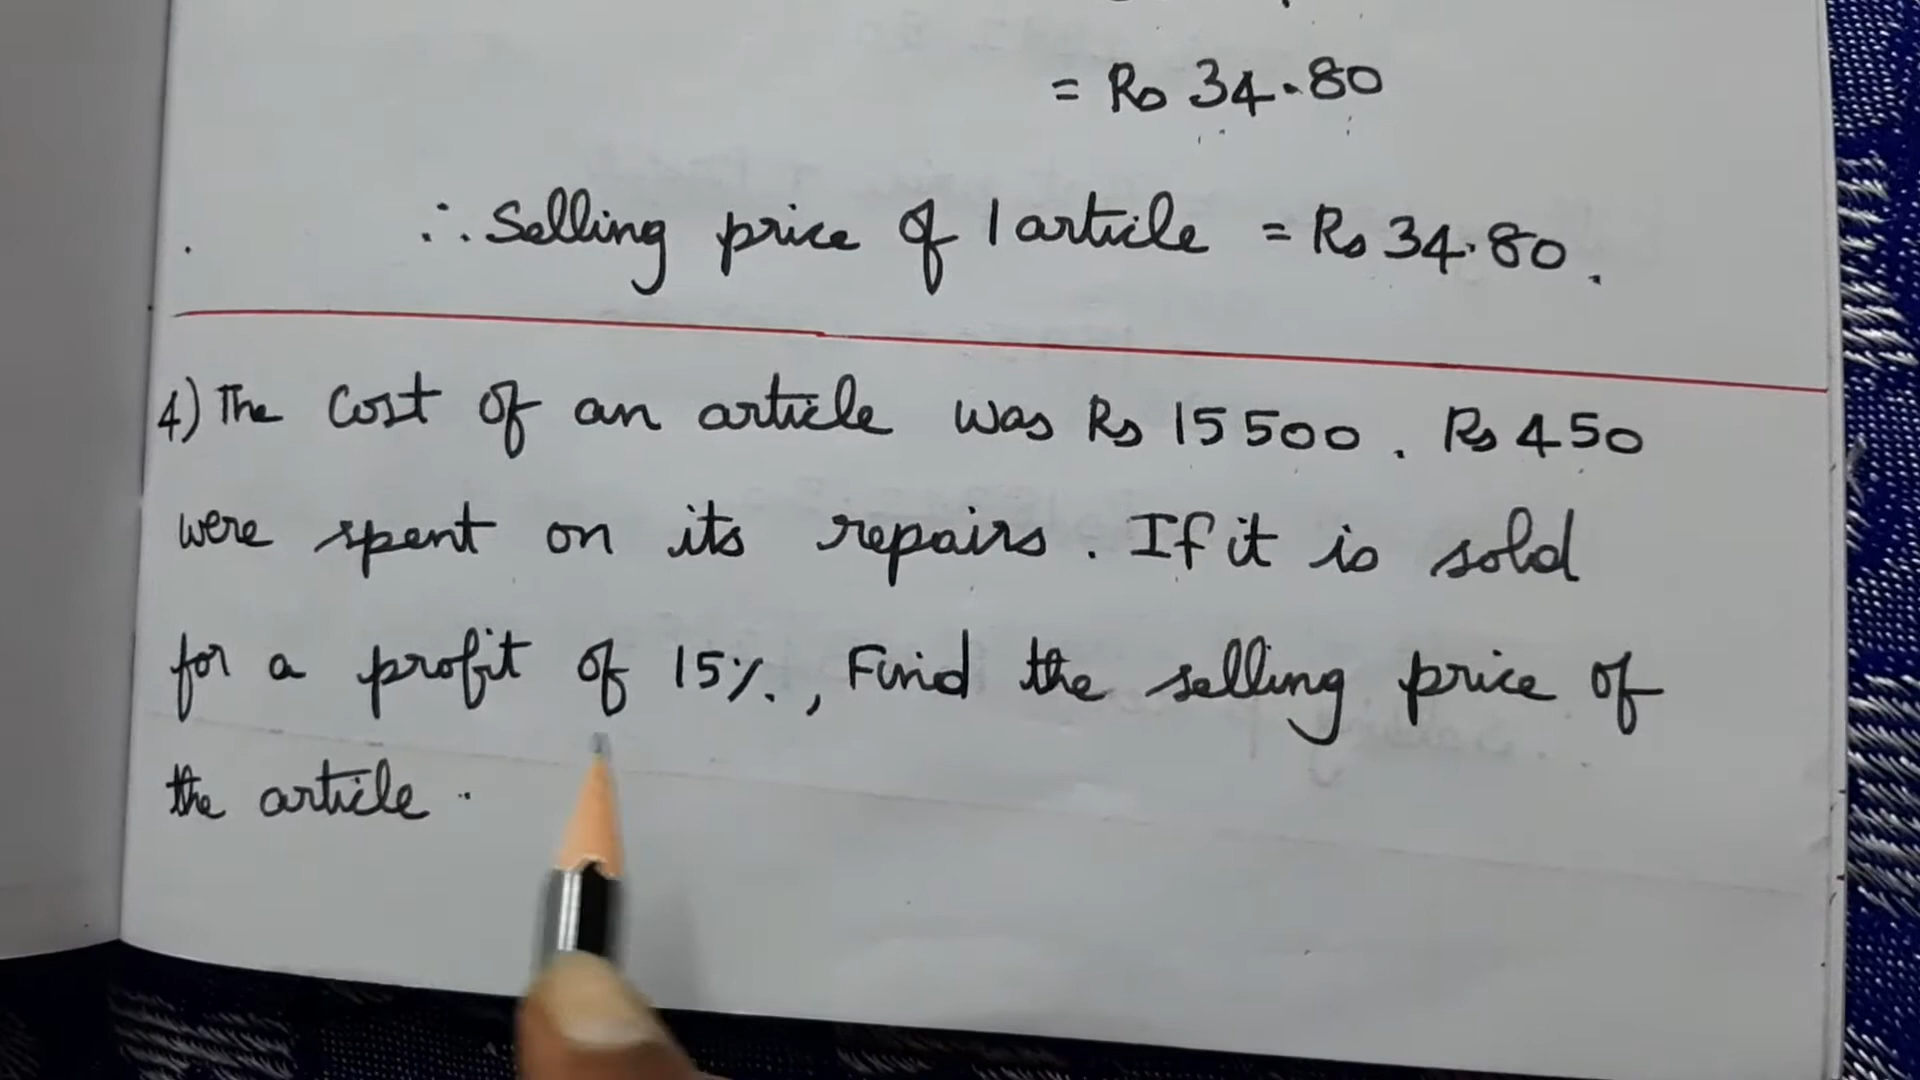 = Rs 34.80
∴ Selling price of 1 article = Rs 34.80.
4) The cost of an article was Rs 15500. Rs 450
were spent on its repairs. If it is sold
for a profit of 15%., Find the selling price of
the article.